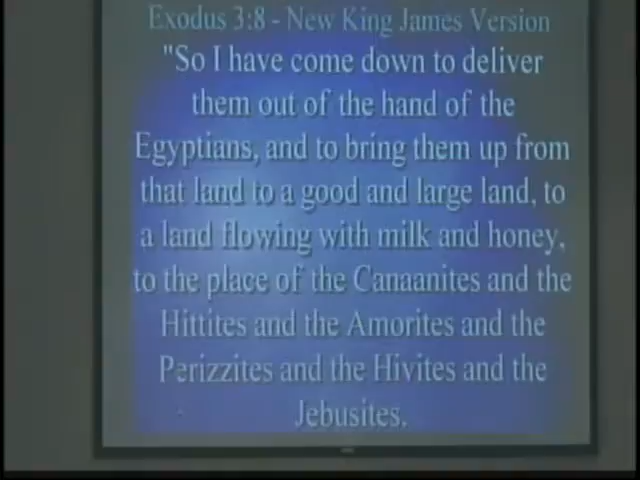 Exodus 3:8 - New King James Version
"So I have come down to deliver
them out of the hand of the
Egyptians, and to bring them up from
that land to a good and large land, to
a land flowing with milk and honey,
to the place of the Canaanites and the
Hittites and the Amorites and the
Perizzites and the Hivites and the
Jebusites.